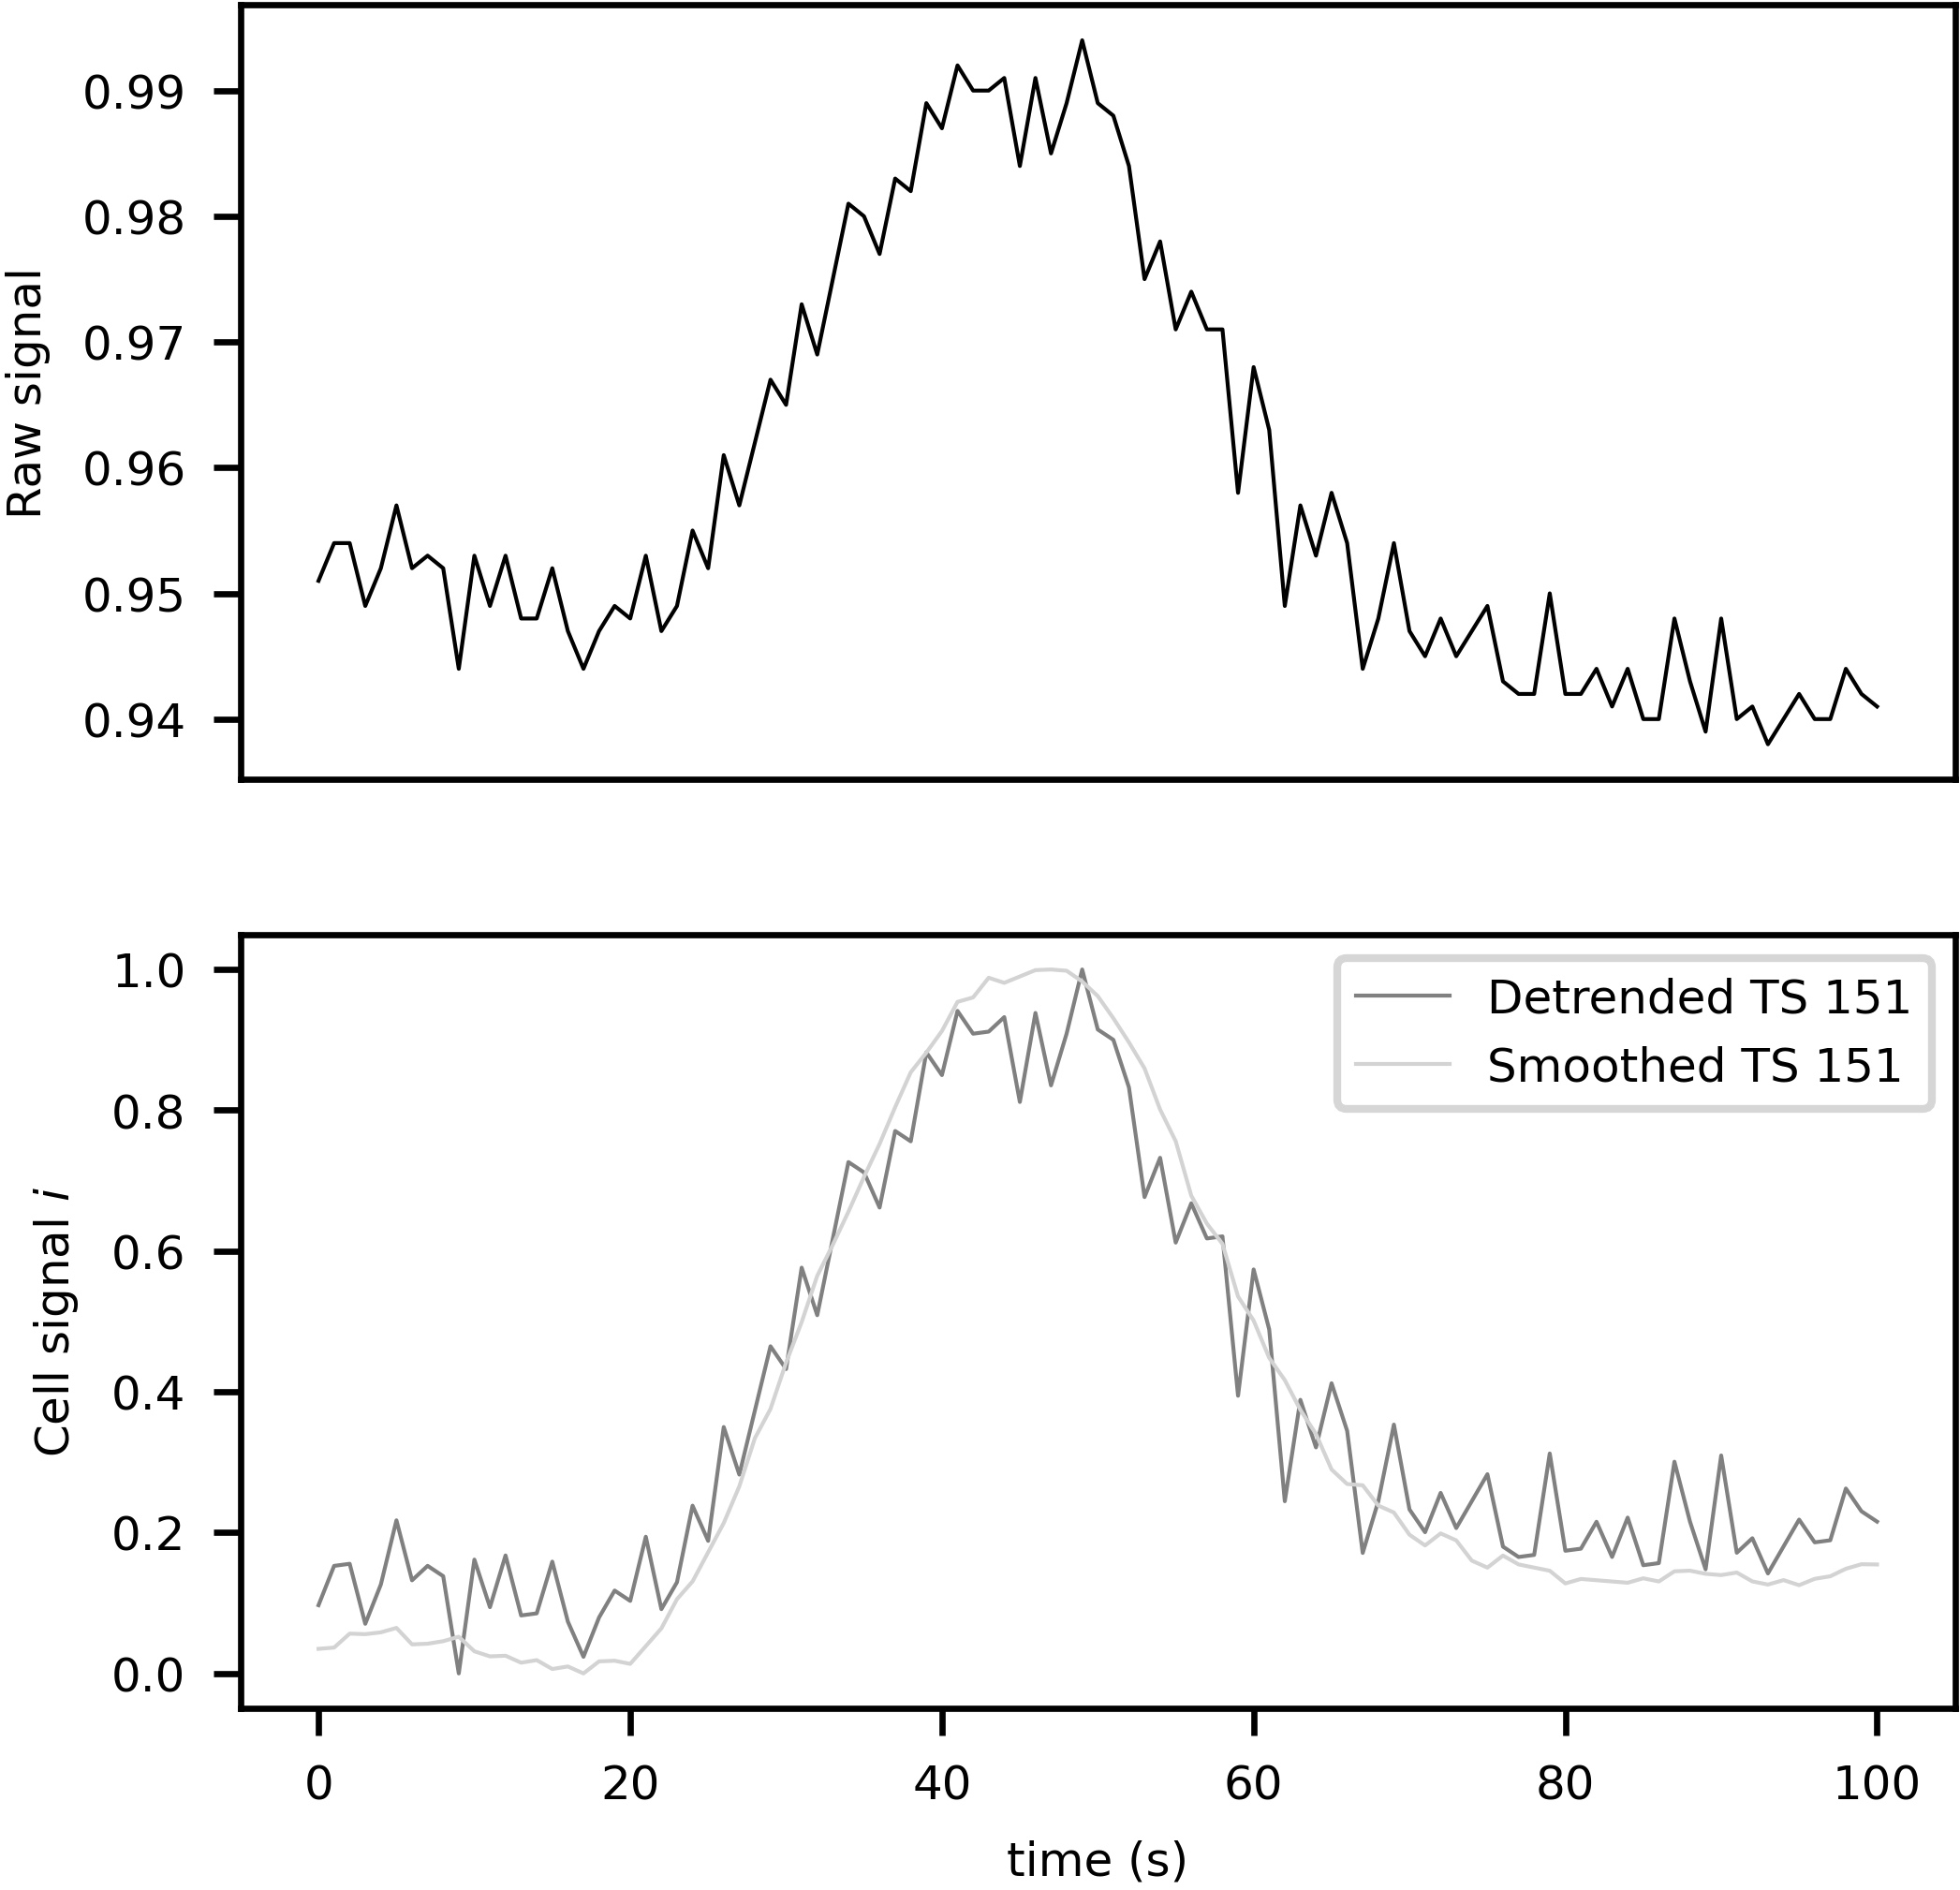 Raw signal
0.99
0.98
0.97
0.96
0.95
0.94
Cell signal i
1.0
0.8
0.6
0.4
0.2
0.0
Detrended TS 151
Smoothed TS 151
0 20 40 60 80 100
time (s)